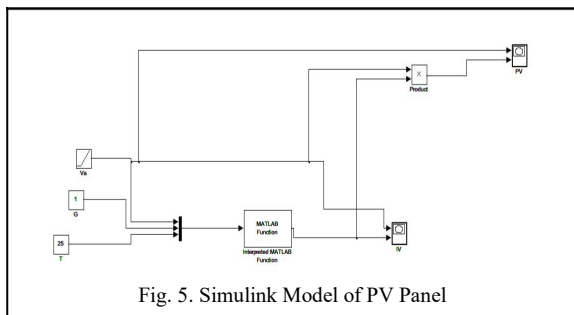 PV
X
Product
Va
1
G
25
T
MATLAB
Function
Interpreted MATLAB
Function
IV
Fig. 5. Simulink Model of PV Panel